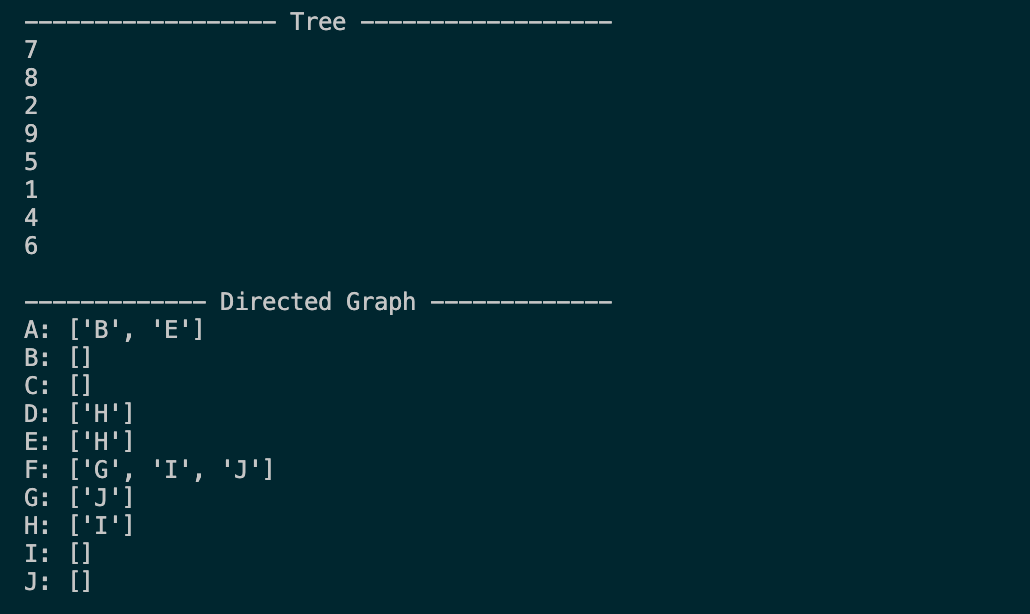 ------------------ Tree ------------------
7
8
2
9
5
1
4
6
------------- Directed Graph -------------
A: ['B', 'E']
B: []
C: []
D: ['H']
E: ['H']
F: ['G', 'I', 'J']
G: ['J']
H: ['I']
I: []
J: []